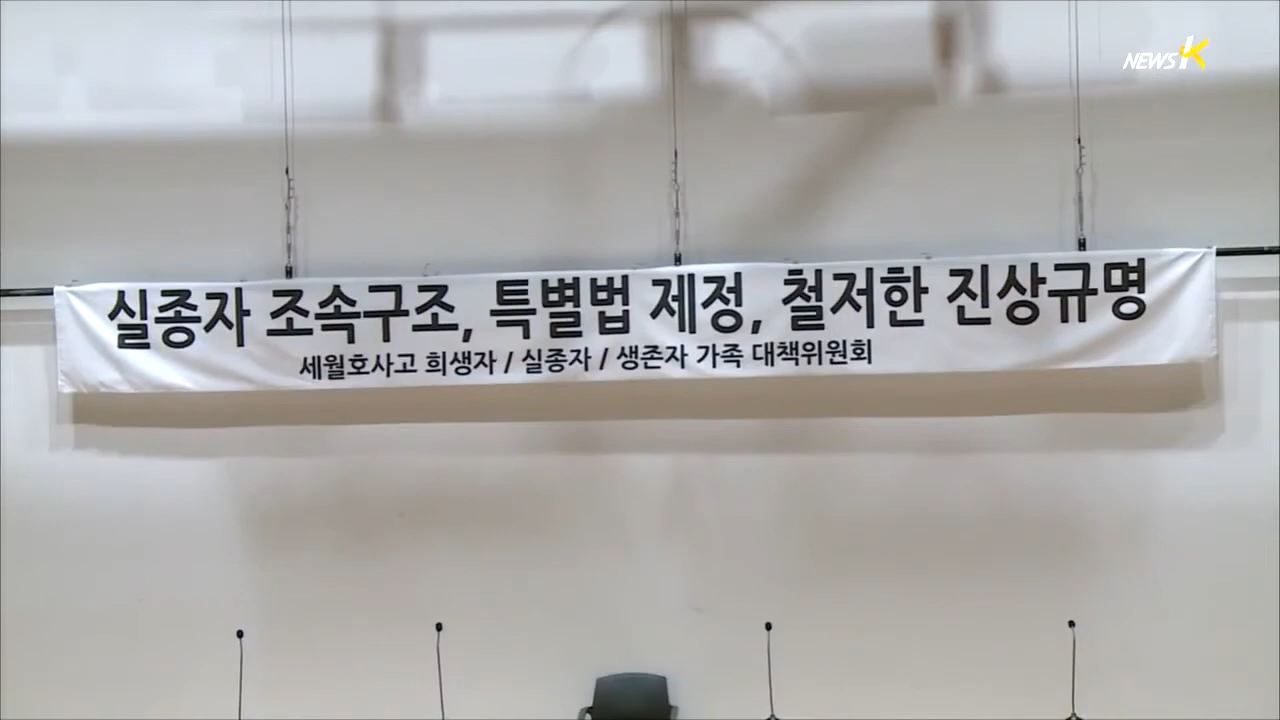 NEWS K
실종자 조속구조, 특별법 제정, 철저한 진상규명
세월호사고 희생자 / 실종자 / 생존자 가족 대책위원회